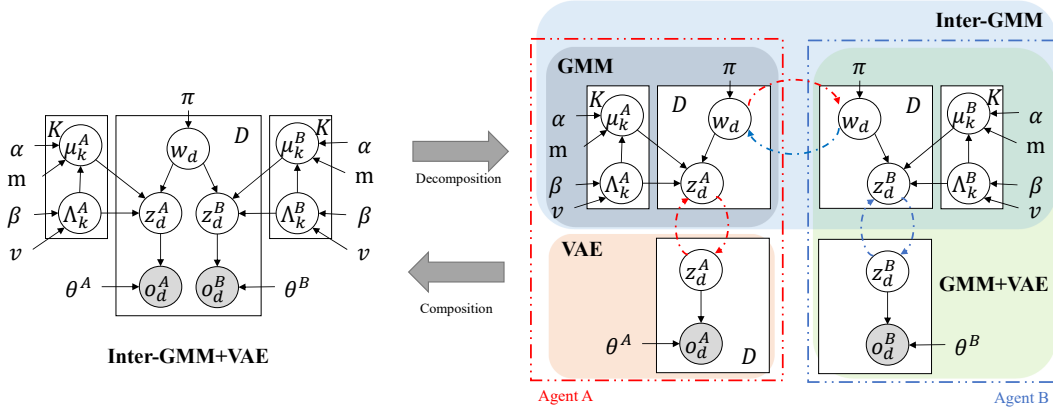 π
K
μ_k^A
α
m
β
v
Λ_k^A
w_d
D
z_d^A
z_d^B
o_d^A
o_d^B
θ^A
θ^B
K
μ_k^B
Λ_k^B
α
m
β
v
Inter-GMM+VAE
Decomposition
Composition
Inter-GMM
GMM
π
K
μ_k^A
α
m
β
v
Λ_k^A
D
w_d
z_d^A
VAE
z_d^A
θ^A
o_d^A
D
Agent A
π
w_d
D
z_d^B
K
μ_k^B
Λ_k^B
α
m
β
v
z_d^B
GMM+VAE
o_d^B
θ^B
Agent B